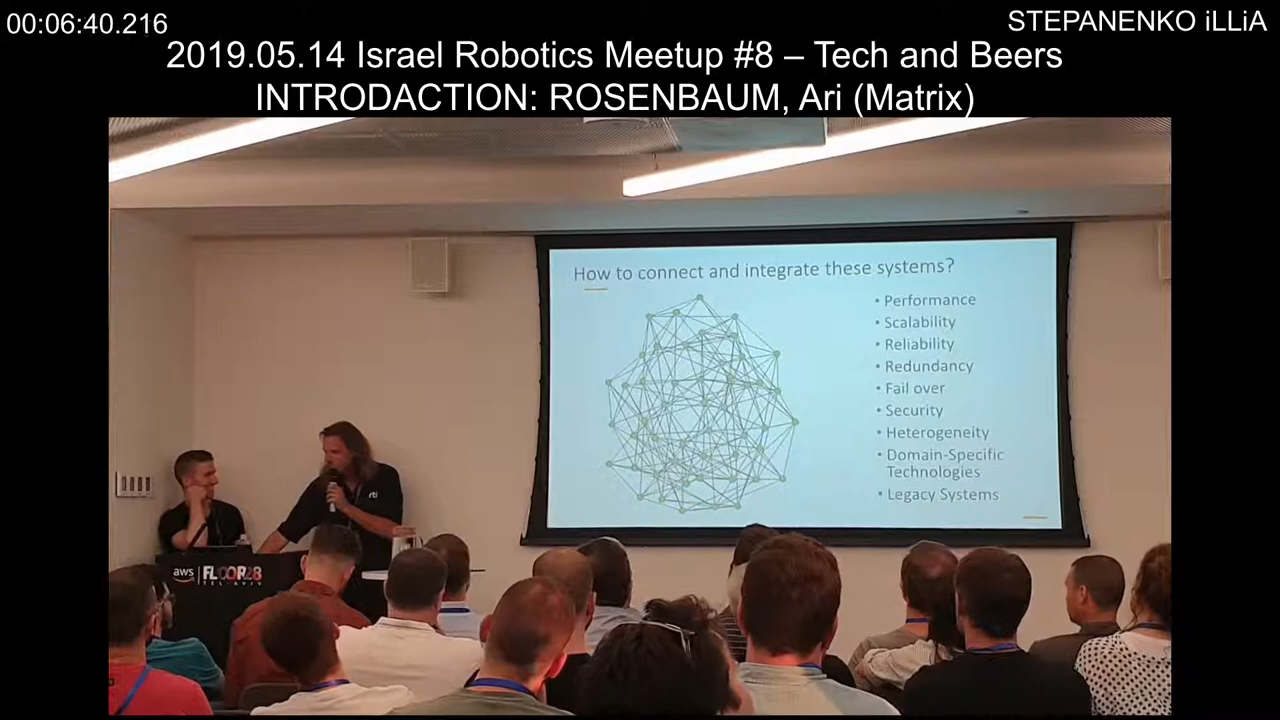 00:06:40.216
STEPANENKO iLLiA
2019.05.14 Israel Robotics Meetup #8 – Tech and Beers
INTRODACTION: ROSENBAUM, Ari (Matrix)
How to connect and integrate these systems?
• Performance
• Scalability
• Reliability
• Redundancy
• Fail over
• Security
• Heterogeneity
• Domain-Specific
Technologies
• Legacy Systems
rti
aws
FLOOR28
TEL·AVIV